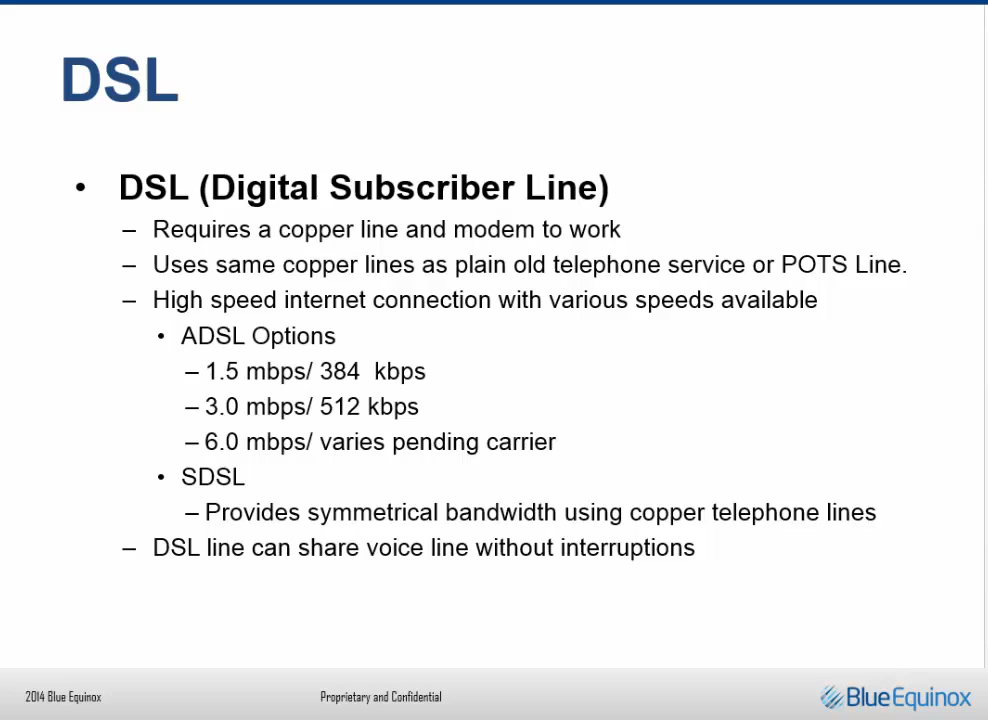 DSL
• DSL (Digital Subscriber Line)
– Requires a copper line and modem to work
– Uses same copper lines as plain old telephone service or POTS Line.
– High speed internet connection with various speeds available
• ADSL Options
– 1.5 mbps/ 384  kbps
– 3.0 mbps/ 512 kbps
– 6.0 mbps/ varies pending carrier
• SDSL
– Provides symmetrical bandwidth using copper telephone lines
– DSL line can share voice line without interruptions
2014 Blue Equinox
Proprietary and Confidential
BlueEquinox